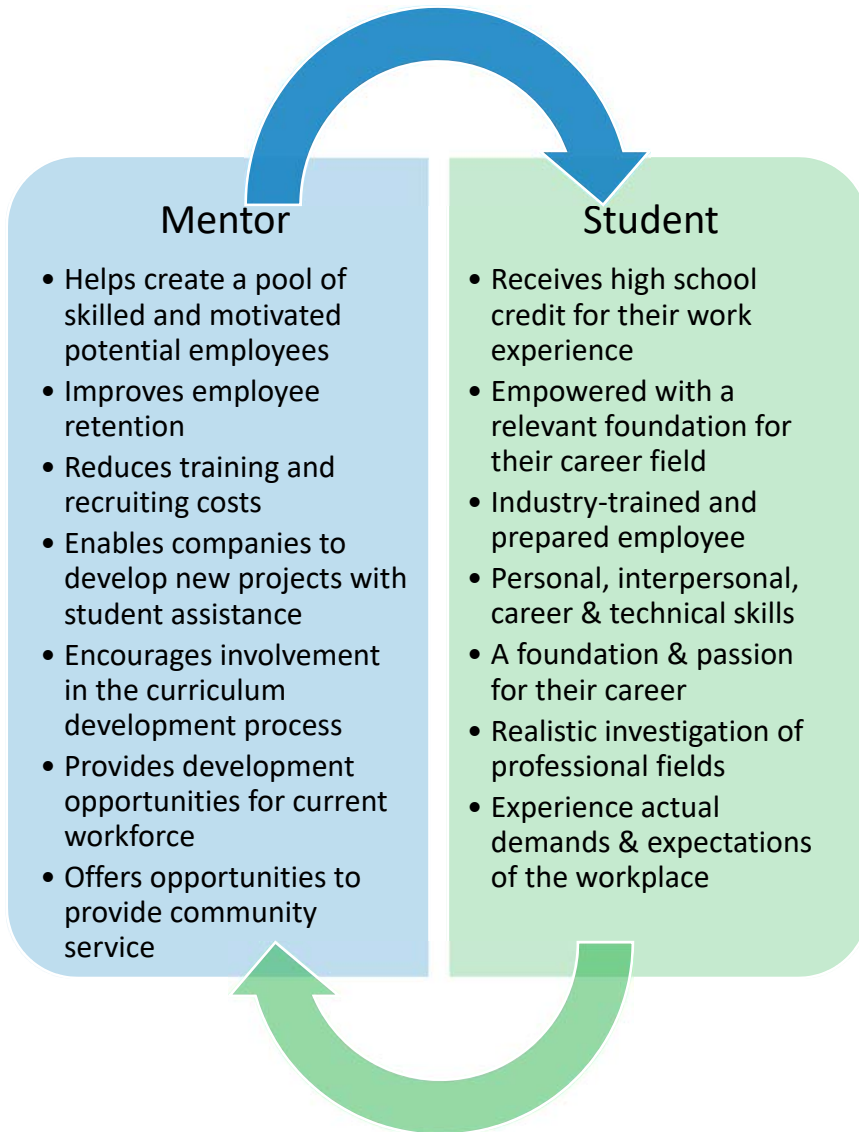 Mentor
• Helps create a pool of
skilled and motivated
potential employees
• Improves employee
retention
• Reduces training and
recruiting costs
• Enables companies to
develop new projects with
student assistance
• Encourages involvement
in the curriculum
development process
• Provides development
opportunities for current
workforce
• Offers opportunities to
provide community
service
Student
• Receives high school
credit for their work
experience
• Empowered with a
relevant foundation for
their career field
• Industry-trained and
prepared employee
• Personal, interpersonal,
career & technical skills
• A foundation & passion
for their career
• Realistic investigation of
professional fields
• Experience actual
demands & expectations
of the workplace